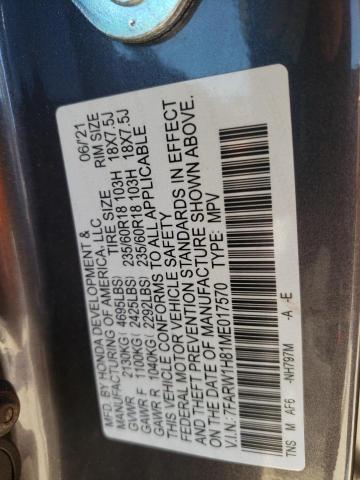 MFD. BY HONDA DEVELOPMENT & 06/'21
MANUFACTURING OF AMERICA, LLC
TIRE SIZE RIM SIZE
GVWR 2130KG ( 4695LBS)
GAWR F 1100KG ( 2425LBS) 235/60R18 103H 18X7.5J
GAWR R 1040KG ( 2292LBS) 235/60R18 103H 18X7.5J
THIS VEHICLE CONFORMS TO ALL APPLICABLE
FEDERAL MOTOR VEHICLE SAFETY
AND THEFT PREVENTION STANDARDS IN EFFECT
ON THE DATE OF MANUFACTURE SHOWN ABOVE.
V.I.N. 7FARW1H81ME017570 TYPE: MPV
TNS M AF6 -NH797M -A -E